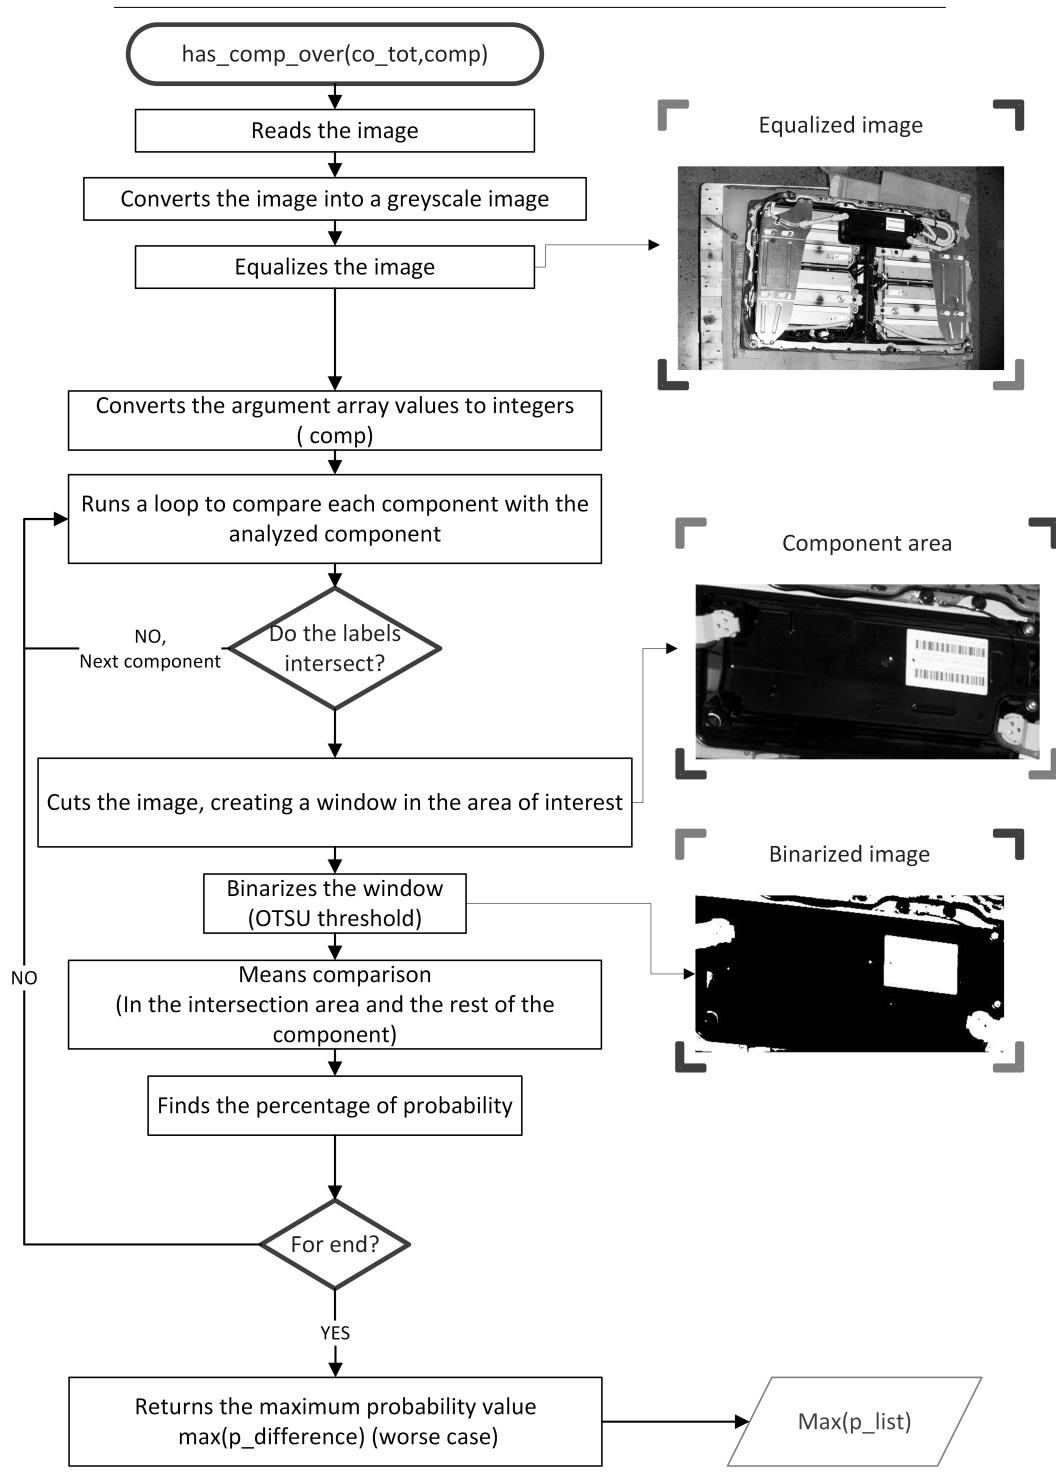 has_comp_over(co_tot,comp)
Reads the image
Equalized image
Converts the image into a greyscale image
Equalizes the image
Converts the argument array values to integers
( comp)
Runs a loop to compare each component with the
analyzed component
Component area
Do the labels
intersect?
NO,
Next component
Cuts the image, creating a window in the area of interest
Binarized image
Binarizes the window
(OTSU threshold)
NO
Means comparison
(In the intersection area and the rest of the
component)
Finds the percentage of probability
For end?
YES
Returns the maximum probability value
max(p_difference) (worse case)
Max(p_list)